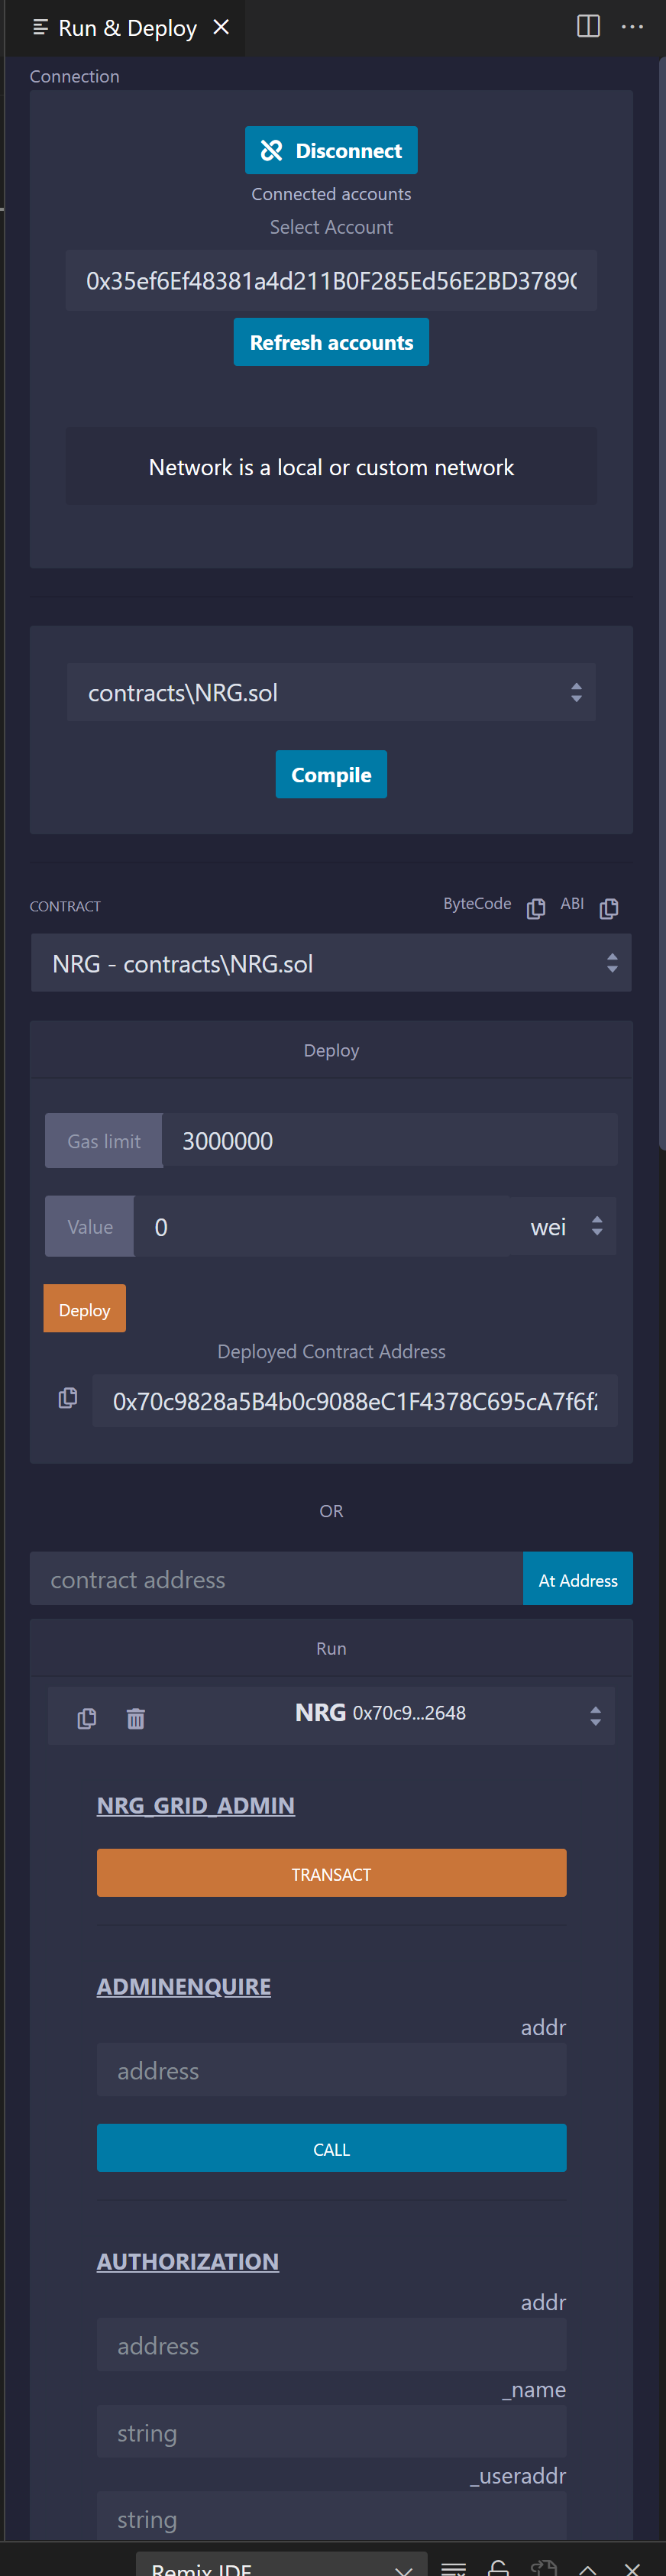 Run & Deploy
Connection
Disconnect
Connected accounts
Select Account
0x35ef6Ef48381a4d211B0F285Ed56E2BD3789
Refresh accounts
Network is a local or custom network
contracts\NRG.sol
Compile
CONTRACT ByteCode ABI
NRG - contracts\NRG.sol
Deploy
Gas limit 3000000
Value 0 wei
Deploy
Deployed Contract Address
0x70c9828a5B4b0c9088eC1F4378C695cA7f6f
OR
contract address At Address
Run
NRG 0x70c9...2648
NRG_GRID_ADMIN
TRANSACT
ADMINENQUIRE
addr
address
CALL
AUTHORIZATION
addr
address
_name
string
_useraddr
string
Remix IDE